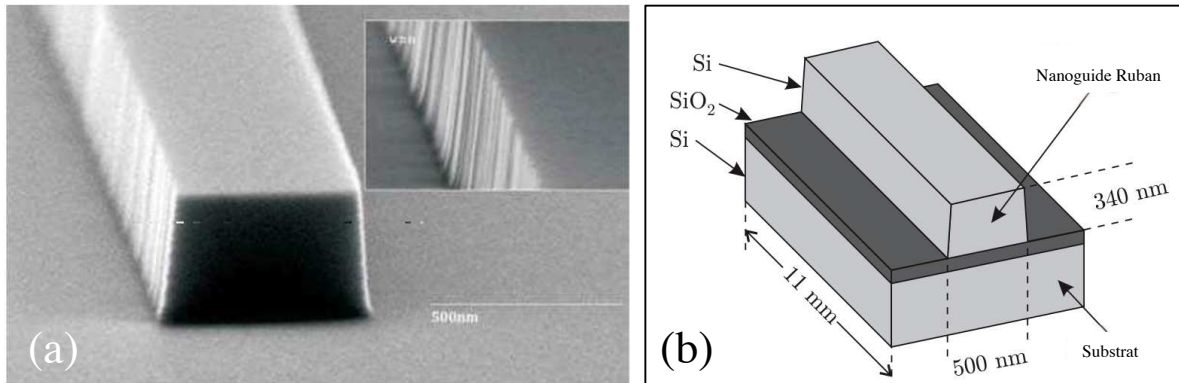 (a)
500nm
(b)
Si
SiO₂
Si
Nanoguide Ruban
340 nm
11 mm
500 nm
Substrat